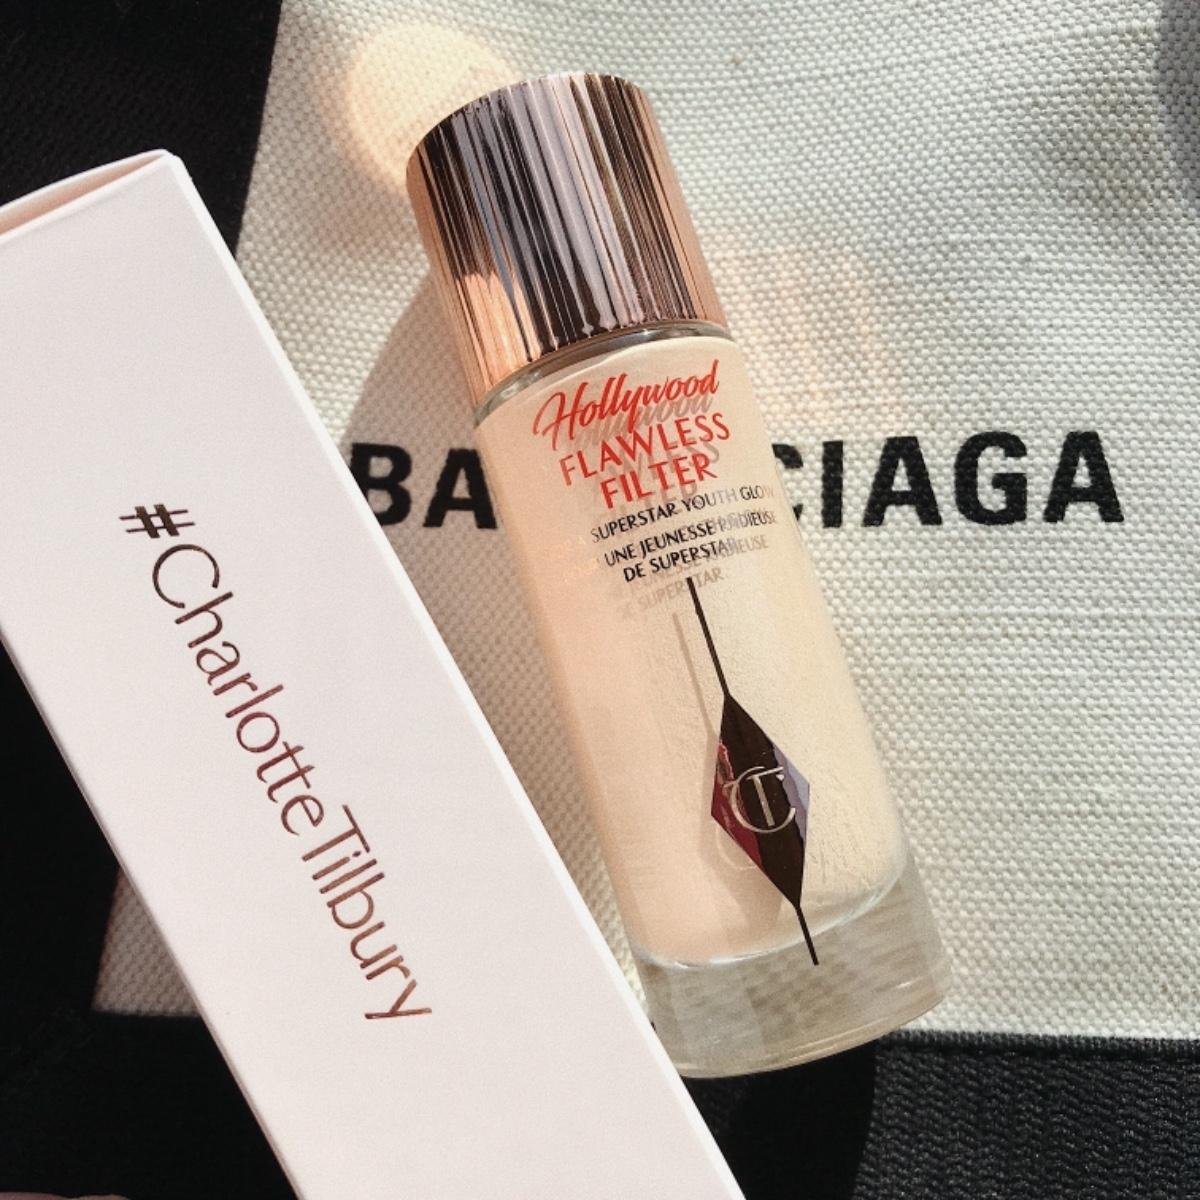 #CharlotteTilbury
Hollywood
FLAWLESS
FILTER
SUPERSTAR YOUTH GLOW
UNE JEUNESSE RADIEUSE
DE SUPERSTAR
BA
CIAGA
CT